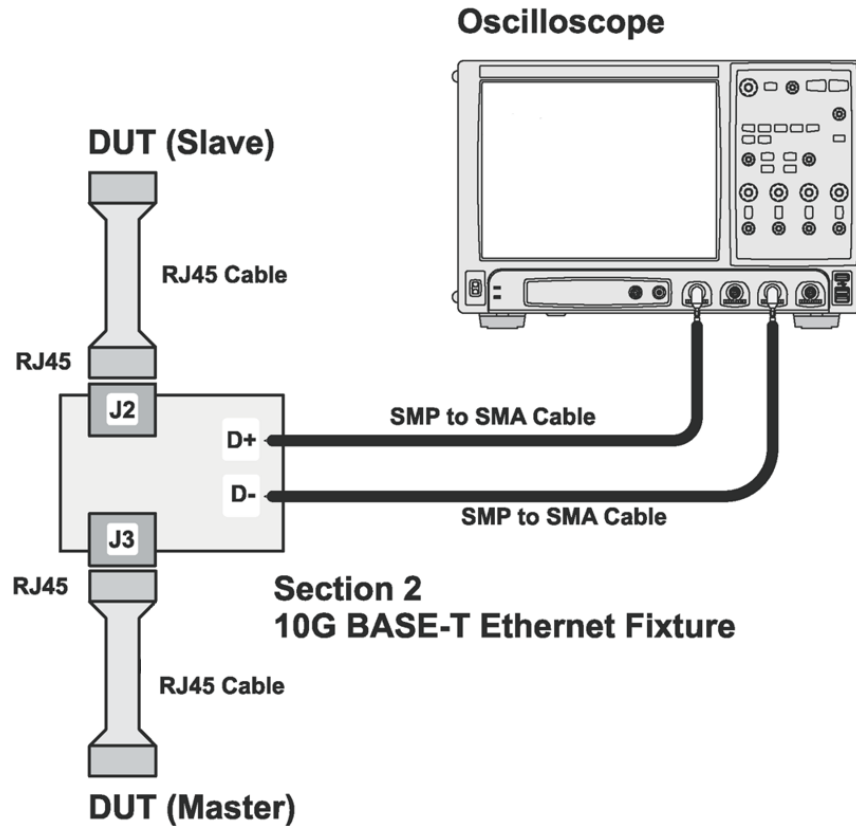 Oscilloscope
DUT (Slave)
RJ45 Cable
RJ45
J2
D+
SMP to SMA Cable
D-
SMP to SMA Cable
J3
RJ45
Section 2
10G BASE-T Ethernet Fixture
RJ45 Cable
DUT (Master)